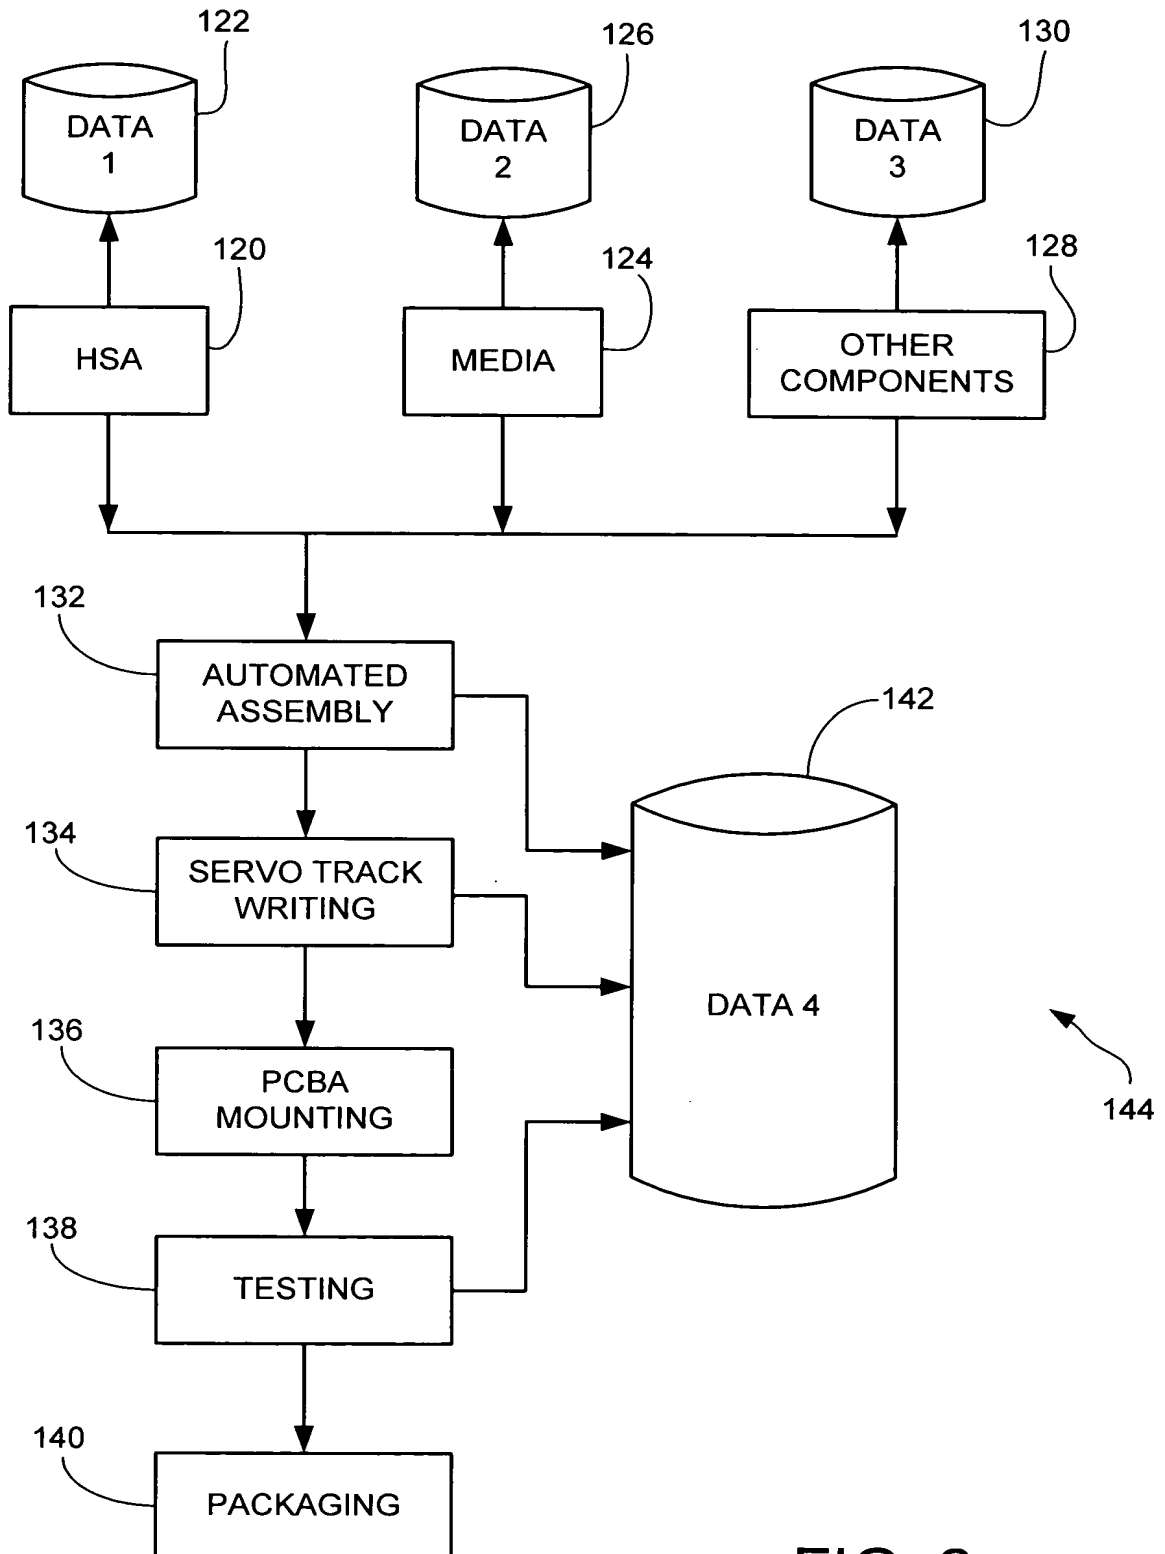 122
126
130
DATA
1
DATA
2
DATA
3
120
124
128
HSA
MEDIA
OTHER
COMPONENTS
132
AUTOMATED
ASSEMBLY
142
134
SERVO TRACK
WRITING
DATA 4
136
PCBA
MOUNTING
144
138
TESTING
140
PACKAGING